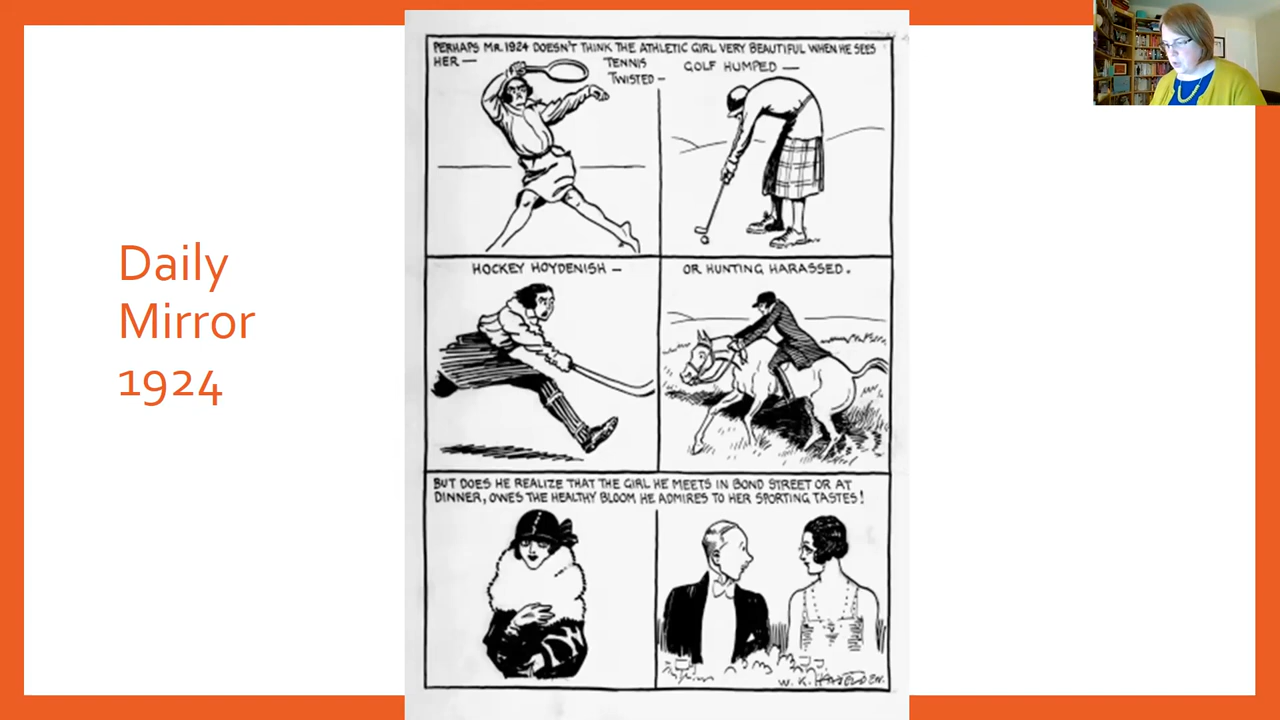 Daily
Mirror
1924
PERHAPS MR. 1924 DOESN'T THINK THE ATHLETIC GIRL VERY BEAUTIFUL WHEN HE SEES
HER —
TENNIS
TWISTED —
GOLF HUMPED —
HOCKEY HOYDENISH —
OR HUNTING HARASSED.
BUT DOES HE REALIZE THAT THE GIRL HE MEETS IN BOND STREET OR AT
DINNER, OWES THE HEALTHY BLOOM HE ADMIRES TO HER SPORTING TASTES!
W. K. HASELDEN.